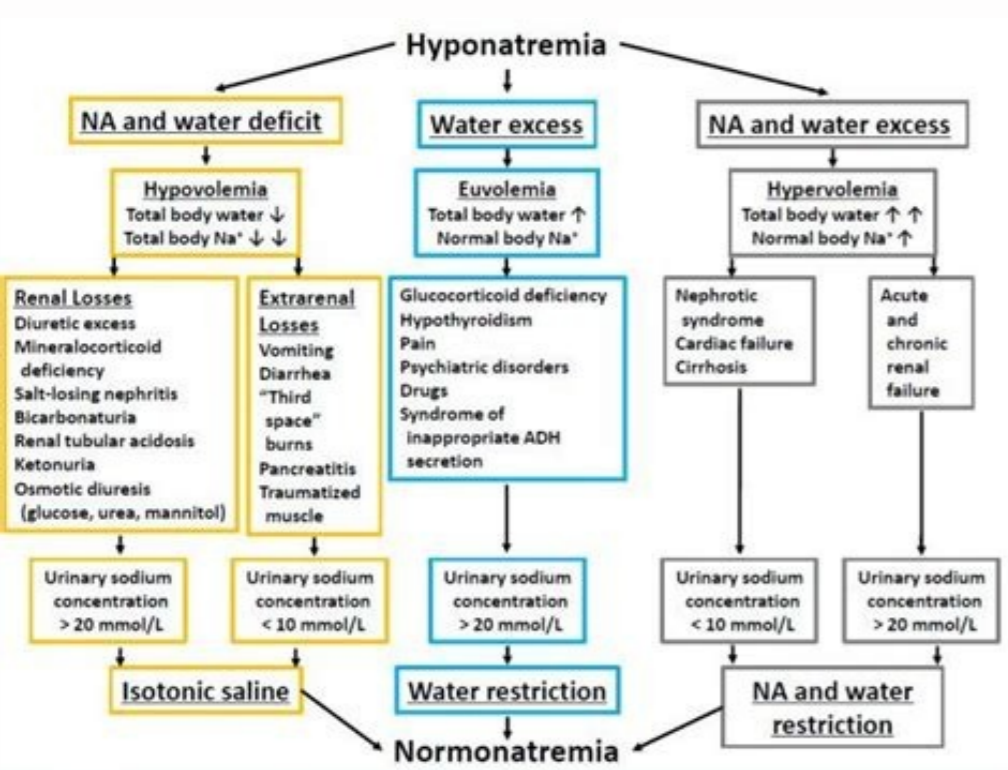 Hyponatremia
NA and water deficit
Water excess
NA and water excess
Hypovolemia
Total body water ↓
Total body Na⁺ ↓ ↓
Euvolemia
Total body water ↑
Normal body Na⁺
Hypervolemia
Total body water ↑ ↑
Normal body Na⁺ ↑
Renal Losses
Diuretic excess
Mineralocorticoid
deficiency
Salt-losing nephritis
Bicarbonaturia
Renal tubular acidosis
Ketonuria
Osmotic diuresis
(glucose, urea, mannitol)
Extrarenal
Losses
Vomiting
Diarrhea
“Third
space”
burns
Pancreatitis
Traumatized
muscle
Glucocorticoid deficiency
Hypothyroidism
Pain
Psychiatric disorders
Drugs
Syndrome of
inappropriate ADH
secretion
Nephrotic
syndrome
Cardiac failure
Cirrhosis
Acute
and
chronic
renal
failure
Urinary sodium
concentration
> 20 mmol/L
Urinary sodium
concentration
< 10 mmol/L
Urinary sodium
concentration
> 20 mmol/L
Urinary sodium
concentration
< 10 mmol/L
Urinary sodium
concentration
> 20 mmol/L
Isotonic saline
Water restriction
NA and water
restriction
Normonatremia